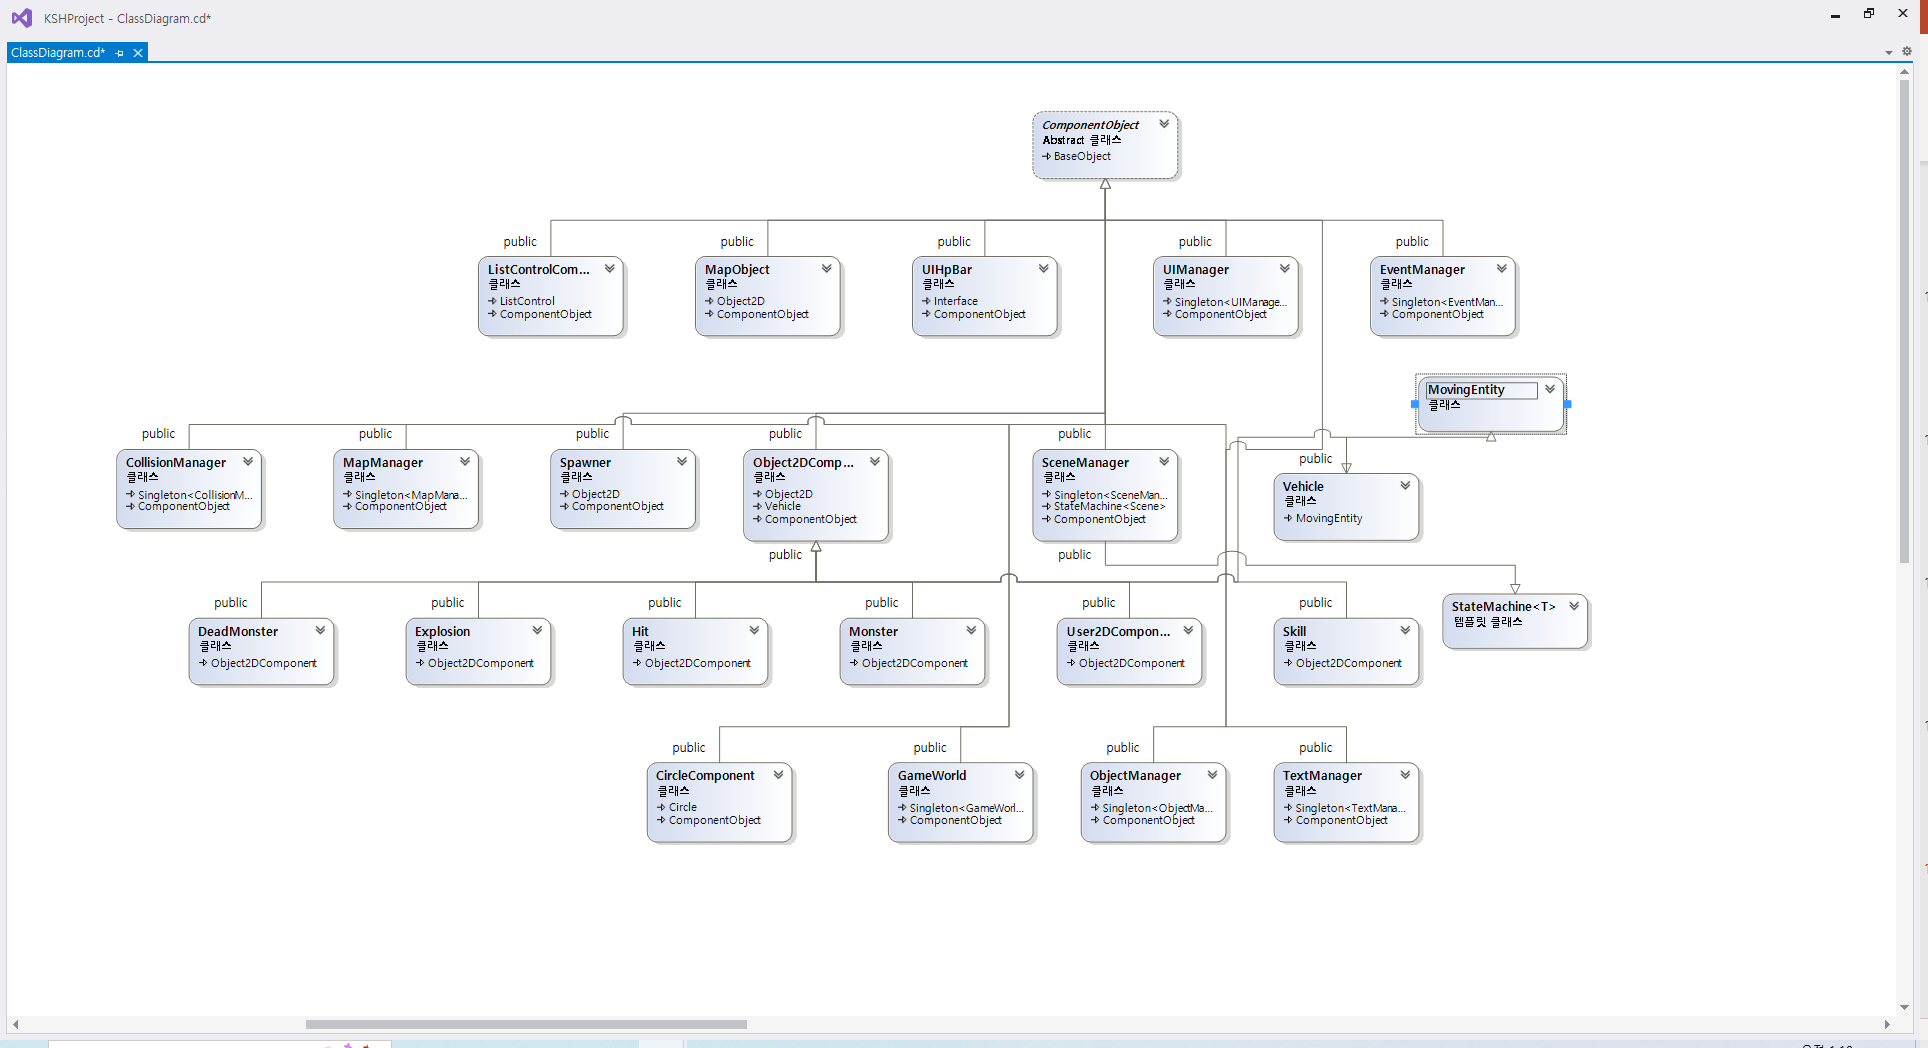 KSHProject - ClassDiagram.cd*
ClassDiagram.cd*
ComponentObject
Abstract 클래스
BaseObject
public
public
public
public
public
ListControlCom...
클래스
ListControl
ComponentObject
MapObject
클래스
Object2D
ComponentObject
UIHpBar
클래스
Interface
ComponentObject
UIManager
클래스
Singleton<UIManage...
ComponentObject
EventManager
클래스
Singleton<EventMan...
ComponentObject
MovingEntity
클래스
public
public
public
public
public
public
CollisionManager
클래스
Singleton<CollisionM...
ComponentObject
MapManager
클래스
Singleton<MapMana...
ComponentObject
Spawner
클래스
Object2D
ComponentObject
Object2DComp...
클래스
Object2D
Vehicle
ComponentObject
SceneManager
클래스
Singleton<SceneMan...
StateMachine<Scene>
ComponentObject
Vehicle
클래스
MovingEntity
public
public
StateMachine<T>
템플릿 클래스
public
public
public
public
public
public
DeadMonster
클래스
Object2DComponent
Explosion
클래스
Object2DComponent
Hit
클래스
Object2DComponent
Monster
클래스
Object2DComponent
User2DCompon...
클래스
Object2DComponent
Skill
클래스
Object2DComponent
public
public
public
public
CircleComponent
클래스
Circle
ComponentObject
GameWorld
클래스
Singleton<GameWorl...
ComponentObject
ObjectManager
클래스
Singleton<ObjectMa...
ComponentObject
TextManager
클래스
Singleton<TextMana...
ComponentObject